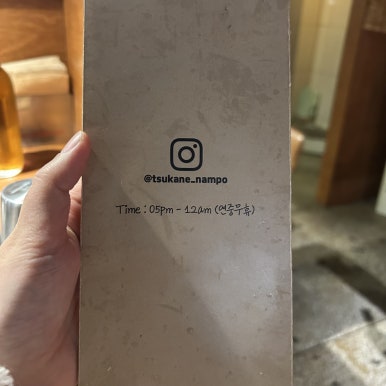 @tsukane_nampo
Time : 05pm - 12am (연중무휴)